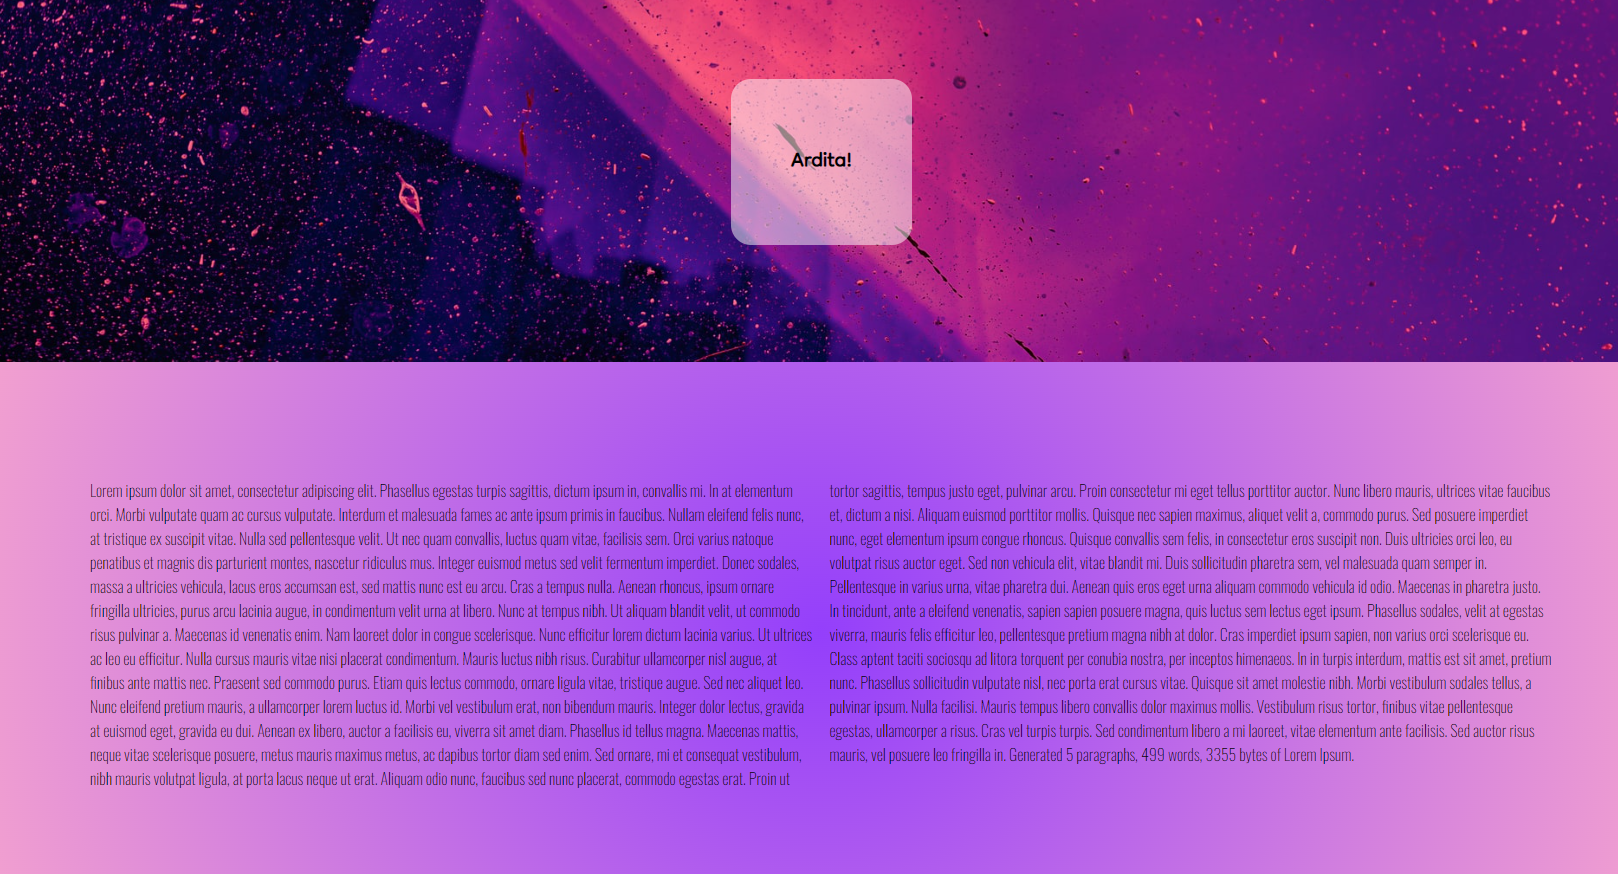 Ardita!
Lorem ipsum dolor sit amet, consectetur adipiscing elit. Phasellus egestas turpis sagittis, dictum ipsum in, convallis mi. In at elementum
orci. Morbi vulputate quam ac cursus vulputate. Interdum et malesuada fames ac ante ipsum primis in faucibus. Nullam eleifend felis nunc,
at tristique ex suscipit vitae. Nulla sed pellentesque velit. Ut nec quam convallis, luctus quam vitae, facilisis sem. Orci varius natoque
penatibus et magnis dis parturient montes, nascetur ridiculus mus. Integer euismod metus sed velit fermentum imperdiet. Donec sodales,
massa a ultricies vehicula, lacus eros accumsan est, sed mattis nunc est eu arcu. Cras a tempus nulla. Aenean rhoncus, ipsum ornare
fringilla ultricies, purus arcu lacinia augue, in condimentum velit urna at libero. Nunc at tempus nibh. Ut aliquam blandit velit, ut commodo
risus pulvinar a. Maecenas id venenatis enim. Nam laoreet dolor in congue scelerisque. Nunc efficitur lorem dictum lacinia varius. Ut ultrices
ac leo eu efficitur. Nulla cursus mauris vitae nisi placerat condimentum. Mauris luctus nibh risus. Curabitur ullamcorper nisl augue, at
finibus ante mattis nec. Praesent sed commodo purus. Etiam quis lectus commodo, ornare ligula vitae, tristique augue. Sed nec aliquet leo.
Nunc eleifend pretium mauris, a ullamcorper lorem luctus id. Morbi vel vestibulum erat, non bibendum mauris. Integer dolor lectus, gravida
at euismod eget, gravida eu dui. Aenean ex libero, auctor a facilisis eu, viverra sit amet diam. Phasellus id tellus magna. Maecenas mattis,
neque vitae scelerisque posuere, metus mauris maximus metus, ac dapibus tortor diam sed enim. Sed ornare, mi et consequat vestibulum,
nibh mauris volutpat ligula, at porta lacus neque ut erat. Aliquam odio nunc, faucibus sed nunc placerat, commodo egestas erat. Proin ut
tortor sagittis, tempus justo eget, pulvinar arcu. Proin consectetur mi eget tellus porttitor auctor. Nunc libero mauris, ultrices vitae faucibus
et, dictum a nisi. Aliquam euismod porttitor mollis. Quisque nec sapien maximus, aliquet velit a, commodo purus. Sed posuere imperdiet
nunc, eget elementum ipsum congue rhoncus. Quisque convallis sem felis, in consectetur eros suscipit non. Duis ultricies orci leo, eu
volutpat risus auctor eget. Sed non vehicula elit, vitae blandit mi. Duis sollicitudin pharetra sem, vel malesuada quam semper in.
Pellentesque in varius urna, vitae pharetra dui. Aenean quis eros eget urna aliquam commodo vehicula id odio. Maecenas in pharetra justo.
In tincidunt, ante a eleifend venenatis, sapien sapien posuere magna, quis luctus sem lectus eget ipsum. Phasellus sodales, velit at egestas
viverra, mauris felis efficitur leo, pellentesque pretium magna nibh at dolor. Cras imperdiet ipsum sapien, non varius orci scelerisque eu.
Class aptent taciti sociosqu ad litora torquent per conubia nostra, per inceptos himenaeos. In in turpis interdum, mattis est sit amet, pretium
nunc. Phasellus sollicitudin vulputate nisl, nec porta erat cursus vitae. Quisque sit amet molestie nibh. Morbi vestibulum sodales tellus, a
pulvinar ipsum. Nulla facilisi. Mauris tempus libero convallis dolor maximus mollis. Vestibulum risus tortor, finibus vitae pellentesque
egestas, ullamcorper a risus. Cras vel turpis turpis. Sed condimentum libero a mi laoreet, vitae elementum ante facilisis. Sed auctor risus
mauris, vel posuere leo fringilla in. Generated 5 paragraphs, 499 words, 3355 bytes of Lorem Ipsum.